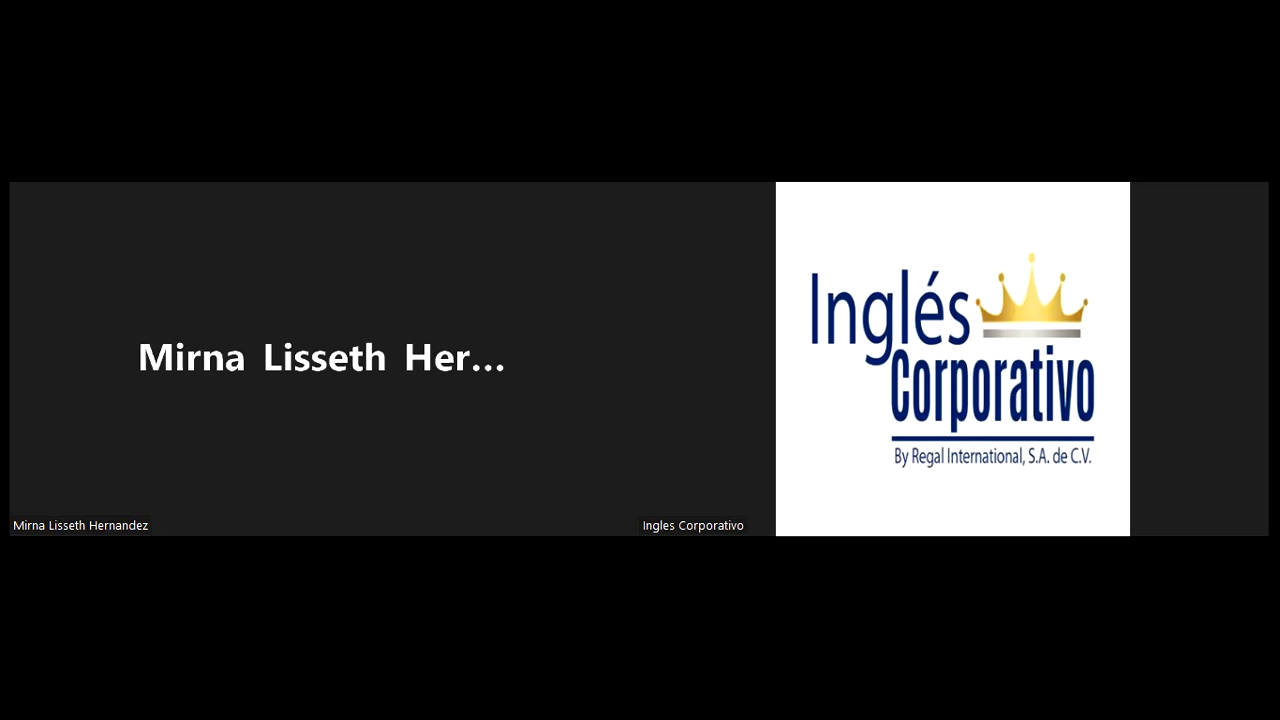 Mirna Lisseth Her...
Inglés
Corporativo
By Regal International, S.A. de C.V.
Mirna Lisseth Hernandez
Ingles Corporativo